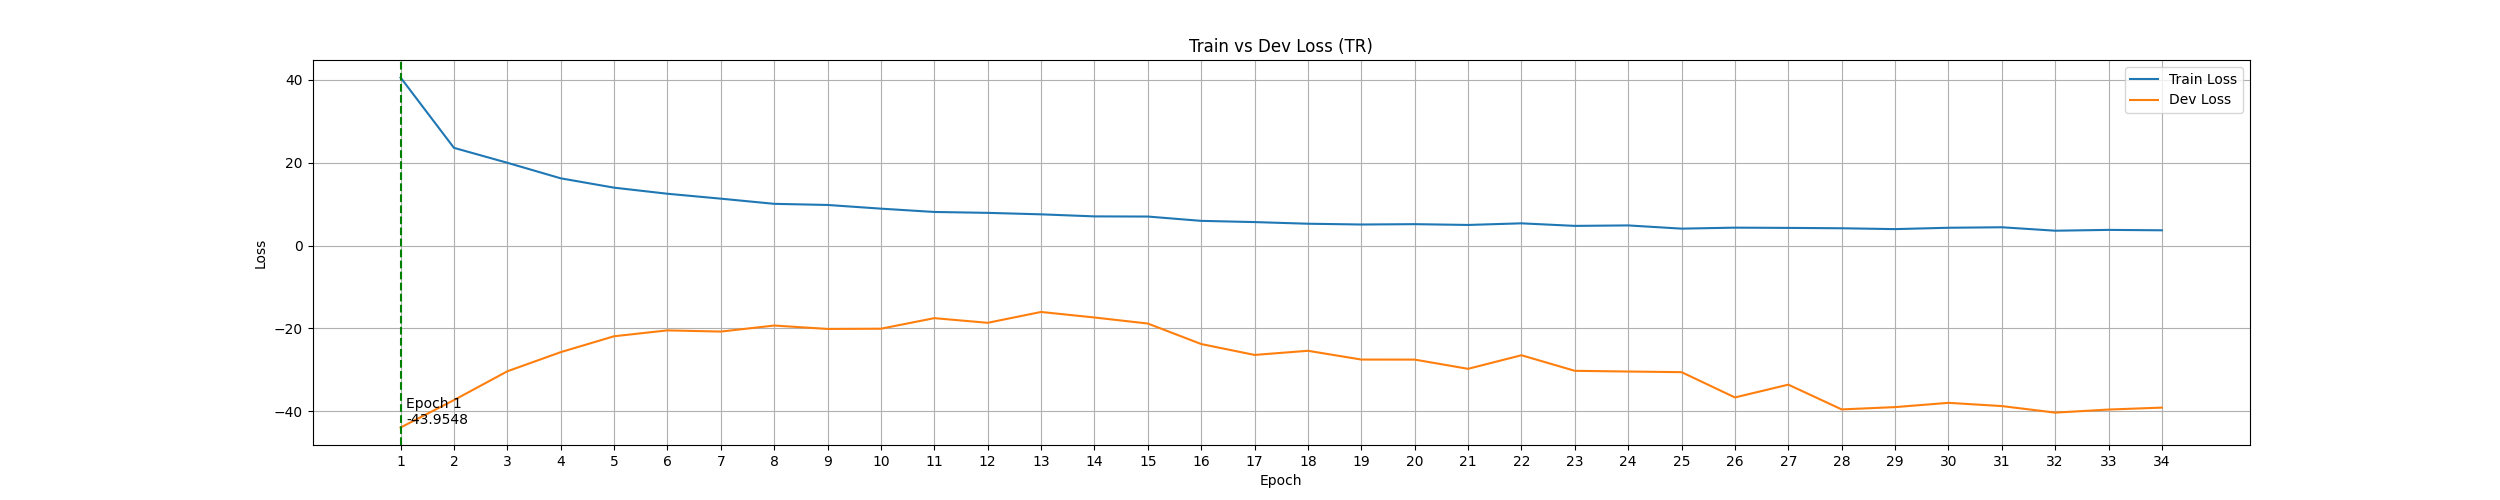 Train vs Dev Loss (TR)
Train Loss
Dev Loss
Loss
40
20
0
−20
−40
Epoch 1
-43.9548
1 2 3 4 5 6 7 8 9 10 11 12 13 14 15 16 17 18 19 20 21 22 23 24 25 26 27 28 29 30 31 32 33 34
Epoch